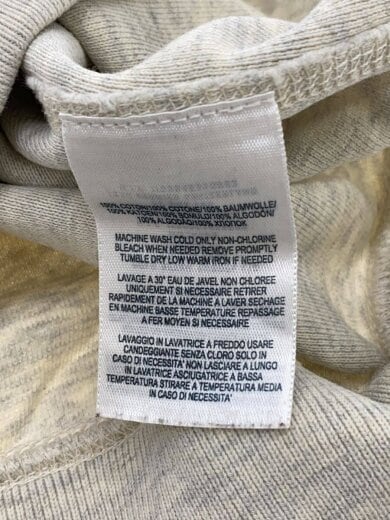 100% COTTON/100% COTONE/100% BAUMWOLLE/
100% KATOEN/100% BOMULD/100% ALGODÓN/
100% ALGODÃO/100% ХЛОПОК
MACHINE WASH COLD ONLY NON-CHLORINE
BLEACH WHEN NEEDED REMOVE PROMPTLY
TUMBLE DRY LOW WARM IRON IF NEEDED
LAVAGE A 30° EAU DE JAVEL NON CHLOREE
UNIQUEMENT SI NECESSAIRE RETIRER
RAPIDEMENT DE LA MACHINE A LAVER SECHAGE
EN MACHINE BASSE TEMPERATURE REPASSAGE
A FER MOYEN SI NECESSAIRE
LAVAGGIO IN LAVATRICE A FREDDO USARE
CANDEGGIANTE SENZA CLORO SOLO IN
CASO DI NECESSITA' NON LASCIARE A LUNGO
IN LAVATRICE ASCIUGATRICE A BASSA
TEMPERATURA STIRARE A TEMPERATURA MEDIA
IN CASO DI NECESSITA'